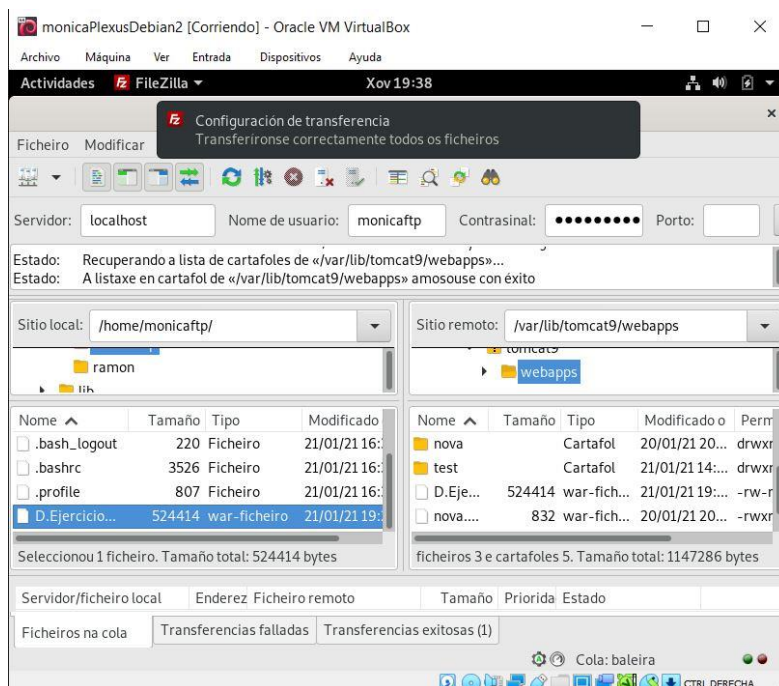 monicaPlexusDebian2 [Corriendo] - Oracle VM VirtualBox
Archivo Máquina Ver Entrada Dispositivos Ayuda
Actividades FileZilla Xov 19:38
Configuración de transferencia
Transferíronse correctamente todos os ficheiros
Ficheiro Modificar
Servidor: localhost Nome de usuario: monicaftp Contrasinal: ●●●●●●●●● Porto:
Estado: Recuperando a lista de cartafoles de «/var/lib/tomcat9/webapps»...
Estado: A listaxe en cartafol de «/var/lib/tomcat9/webapps» amosouse con éxito
Sitio local: /home/monicaftp/ Sitio remoto: /var/lib/tomcat9/webapps
tomcat9
ramon webapps
lib
Nome Tamaño Tipo Modificado Nome Tamaño Tipo Modificado o Perm
.bash_logout 220 Ficheiro 21/01/21 16: nova Cartafol 20/01/21 20... drwxr
.bashrc 3526 Ficheiro 21/01/21 16: test Cartafol 21/01/21 14:... drwxr
.profile 807 Ficheiro 21/01/21 16: D.Eje... 524414 war-fich... 21/01/21 19:... -rw-r
D.Ejercicio... 524414 war-ficheiro 21/01/21 19: nova.... 832 war-fich... 20/01/21 20... -rwxr
Seleccionou 1 ficheiro. Tamaño total: 524414 bytes ficheiros 3 e cartafoles 5. Tamaño total: 1147286 bytes
Servidor/ficheiro local Enderez Ficheiro remoto Tamaño Priorida Estado
Ficheiros na cola Transferencias falladas Transferencias exitosas (1)
Cola: baleira
CTRL DERECHA